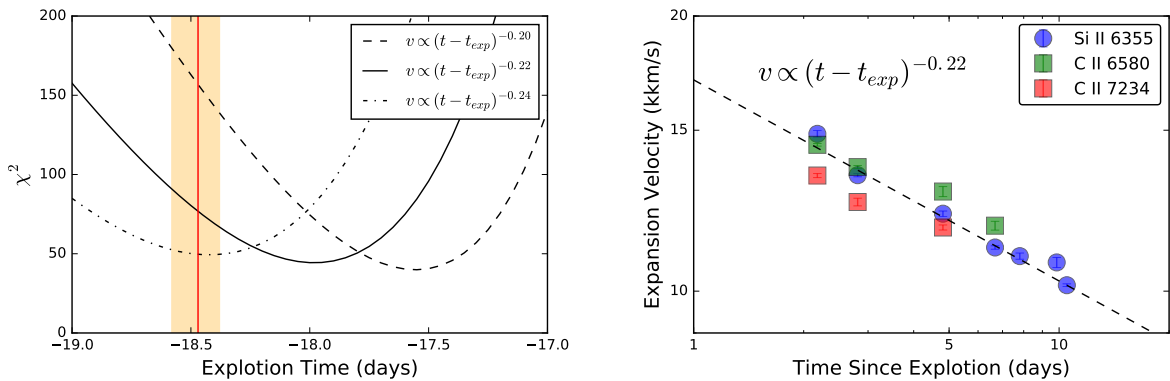 200
150
100
50
0
χ²
−19.0 −18.5 −18.0 −17.5 −17.0
Explotion Time (days)
v ∝ (t − t_exp)^−0.20
v ∝ (t − t_exp)^−0.22
v ∝ (t − t_exp)^−0.24
20
15
10
Expansion Velocity (kkm/s)
v ∝ (t − t_exp)^−0.22
Si II 6355
C II 6580
C II 7234
1 5 10
Time Since Explotion (days)